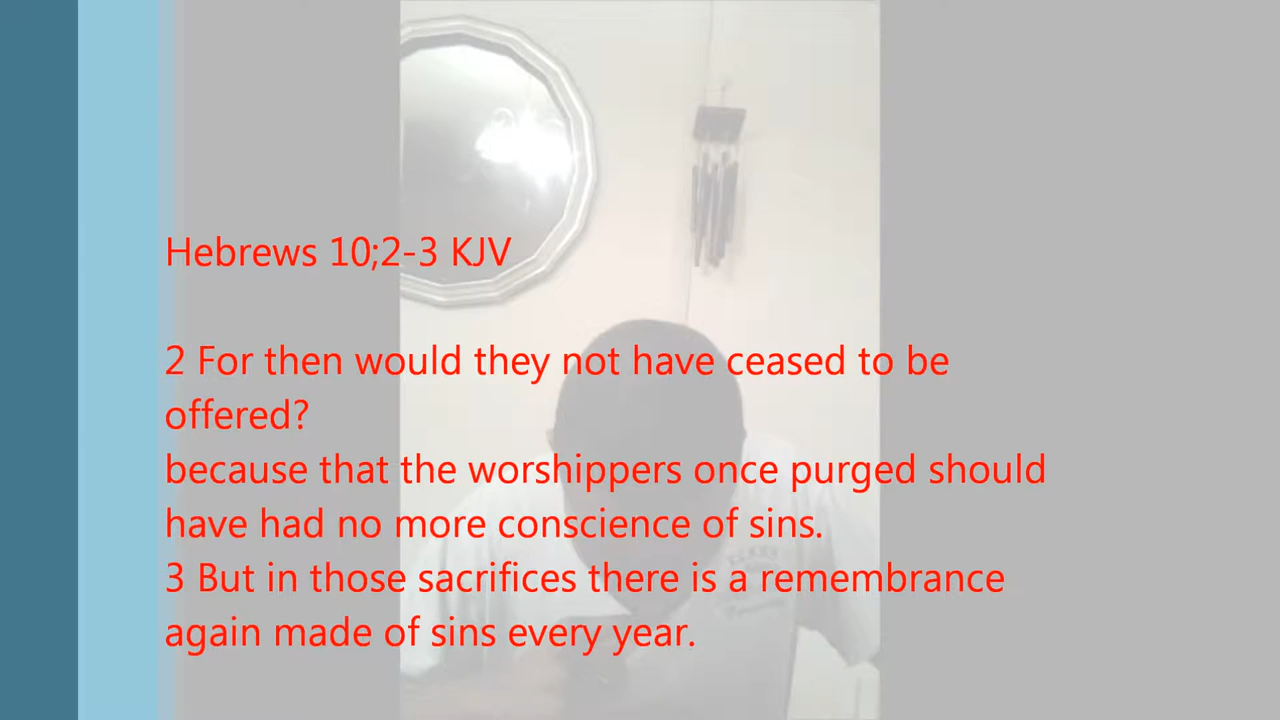 Hebrews 10;2-3 KJV
2 For then would they not have ceased to be
offered?
because that the worshippers once purged should
have had no more conscience of sins.
3 But in those sacrifices there is a remembrance
again made of sins every year.